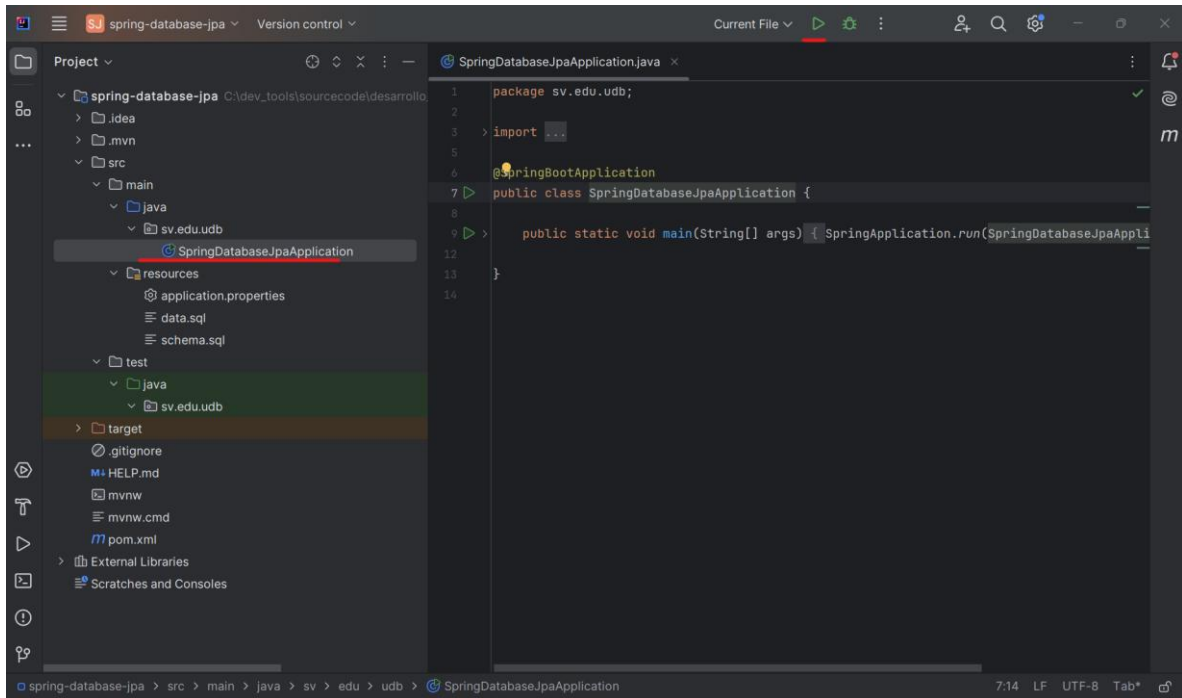 SJ spring-database-jpa Version control Current File
Project
SpringDatabaseJpaApplication.java
spring-database-jpa C:\dev_tools\sourcecode\desarrollo
.idea
.mvn
src
main
java
sv.edu.udb
SpringDatabaseJpaApplication
resources
application.properties
data.sql
schema.sql
test
java
sv.edu.udb
target
.gitignore
M↓ HELP.md
mvnw
mvnw.cmd
m pom.xml
External Libraries
Scratches and Consoles
1 package sv.edu.udb;
2
3 import ...
5
6 @SpringBootApplication
7 public class SpringDatabaseJpaApplication {
8
9 public static void main(String[] args) { SpringApplication.run(SpringDatabaseJpaAppli
12
13 }
14
m
spring-database-jpa > src > main > java > sv > edu > udb > SpringDatabaseJpaApplication 7:14 LF UTF-8 Tab*